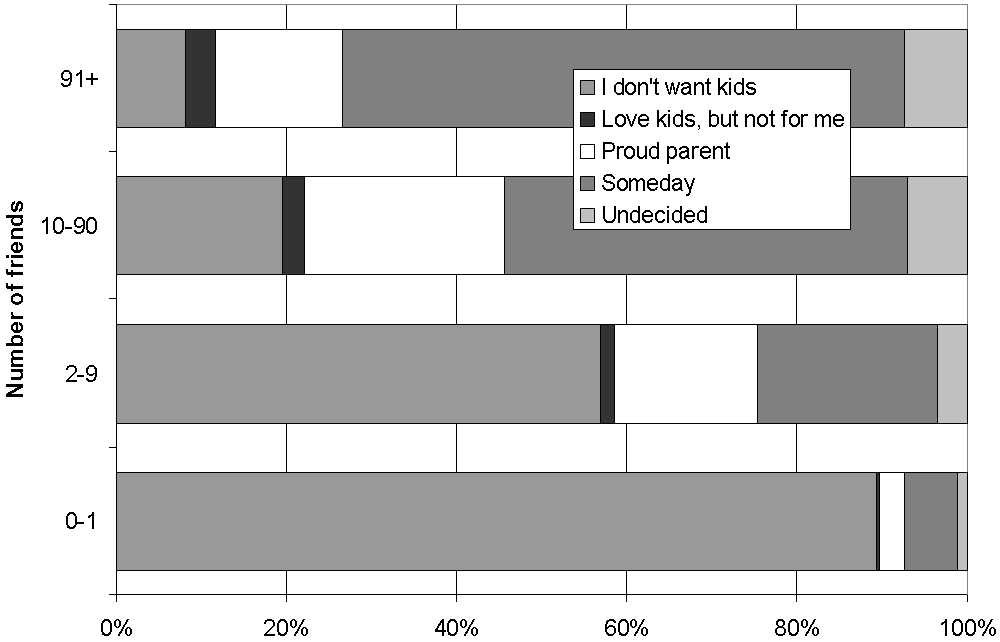 Number of friends
91+
10-90
2-9
0-1
I don't want kids
Love kids, but not for me
Proud parent
Someday
Undecided
0% 20% 40% 60% 80% 100%